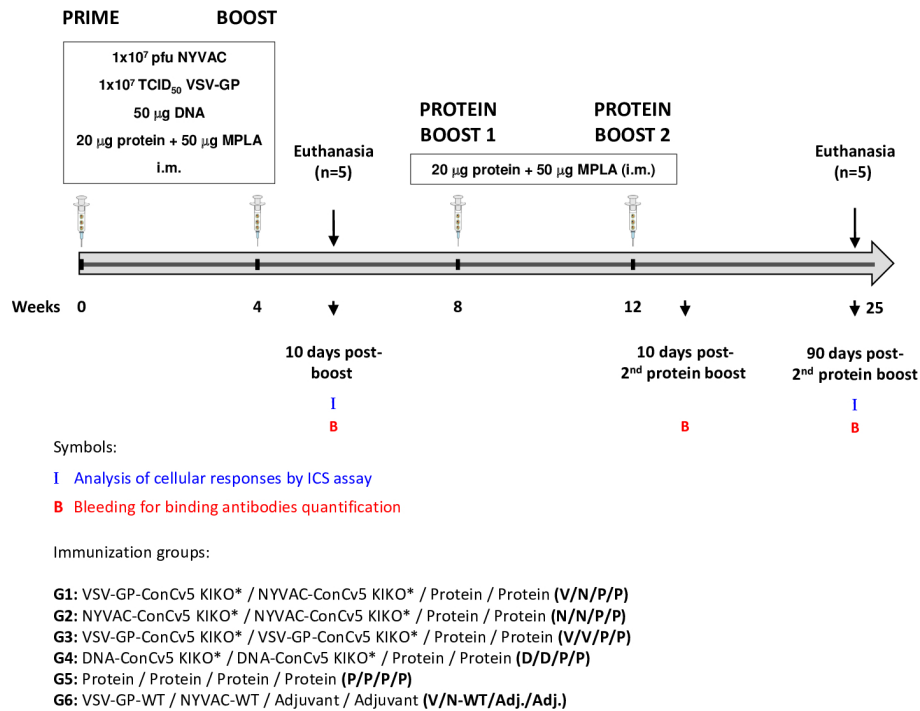 PRIME
BOOST
1x10⁷ pfu NYVAC
1x10⁷ TCID₅₀ VSV-GP
50 μg DNA
20 μg protein + 50 μg MPLA
i.m.
Euthanasia
(n=5)
PROTEIN
BOOST 1
PROTEIN
BOOST 2
20 μg protein + 50 μg MPLA (i.m.)
Euthanasia
(n=5)
Weeks 0 4 8 12 25
10 days post-
boost
I
B
10 days post-
2nd protein boost
B
90 days post-
2nd protein boost
I
B
Symbols:
I Analysis of cellular responses by ICS assay
B Bleeding for binding antibodies quantification
Immunization groups:
G1: VSV-GP-ConCv5 KIKO* / NYVAC-ConCv5 KIKO* / Protein / Protein (V/N/P/P)
G2: NYVAC-ConCv5 KIKO* / NYVAC-ConCv5 KIKO* / Protein / Protein (N/N/P/P)
G3: VSV-GP-ConCv5 KIKO* / VSV-GP-ConCv5 KIKO* / Protein / Protein (V/V/P/P)
G4: DNA-ConCv5 KIKO* / DNA-ConCv5 KIKO* / Protein / Protein (D/D/P/P)
G5: Protein / Protein / Protein / Protein (P/P/P/P)
G6: VSV-GP-WT / NYVAC-WT / Adjuvant / Adjuvant (V/N-WT/Adj./Adj.)